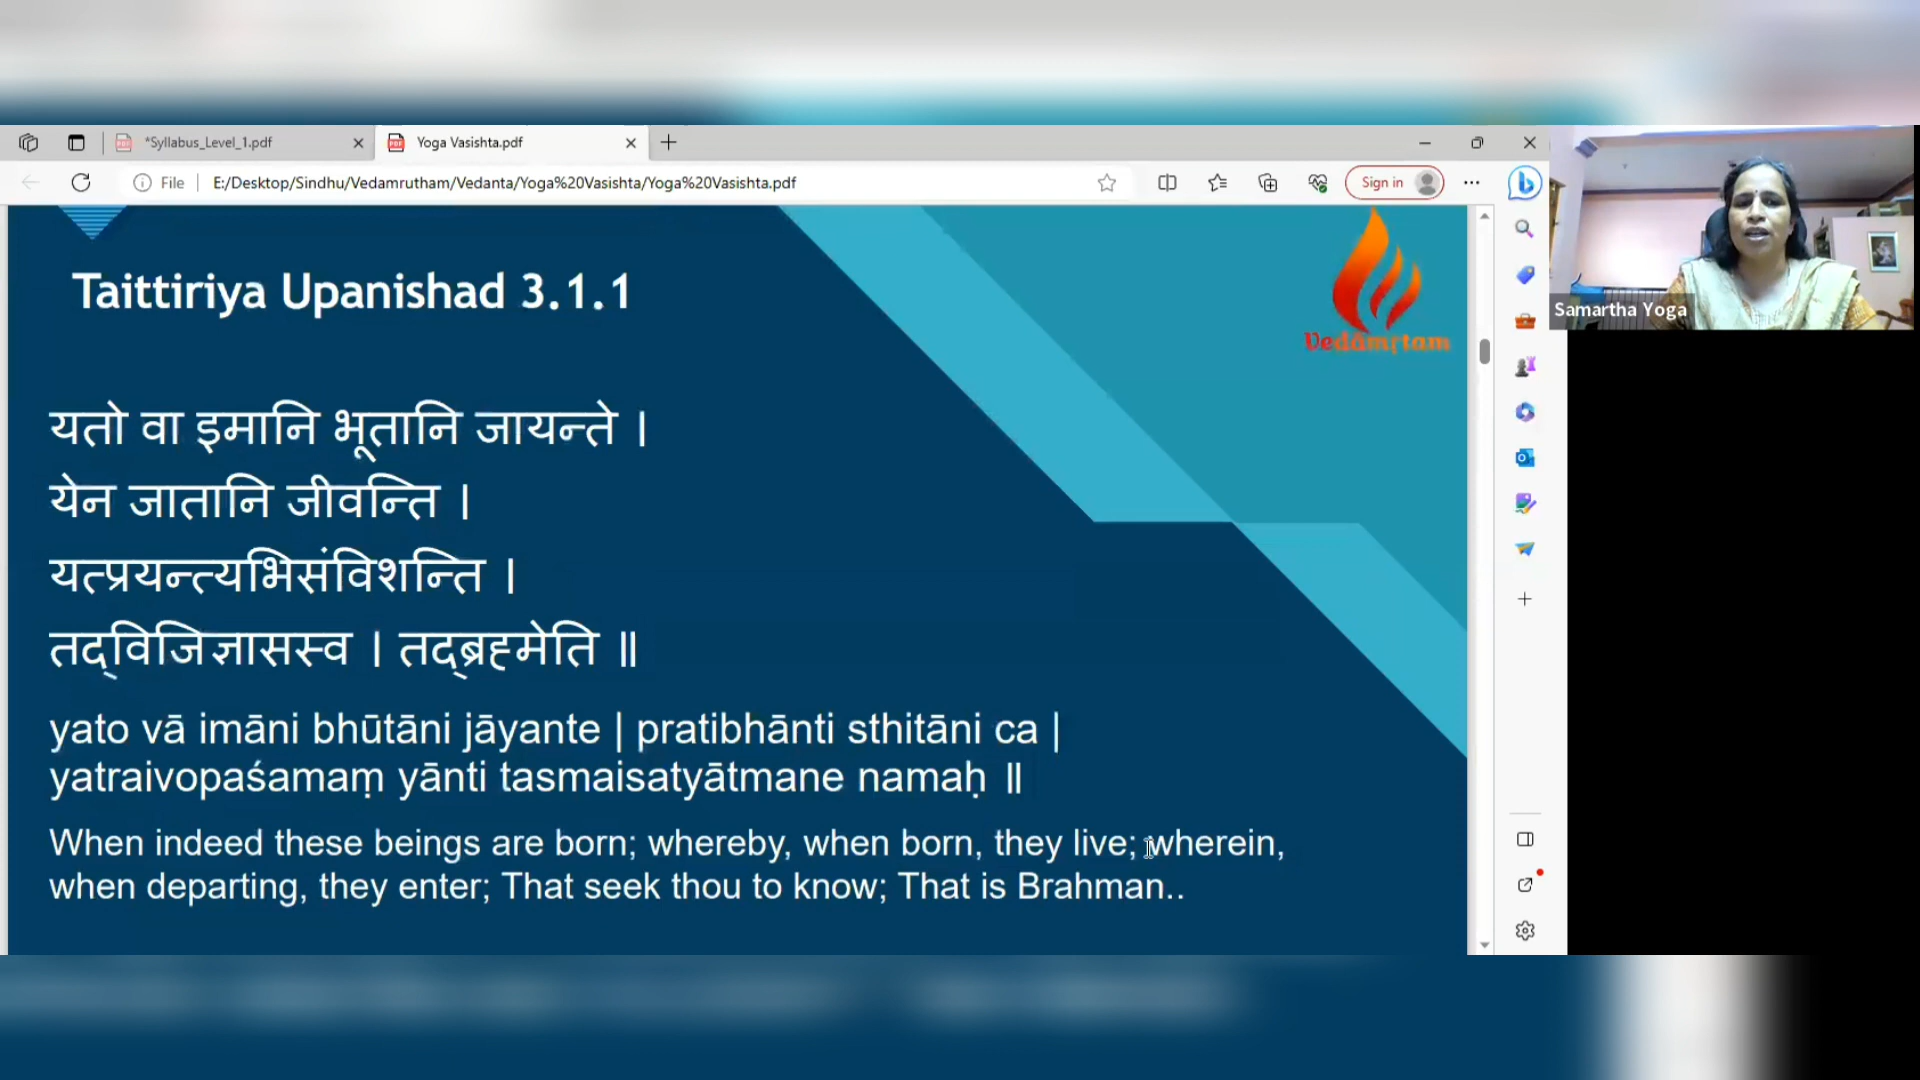 *Syllabus_Level_1.pdf
Yoga Vasishta.pdf
File
E:/Desktop/Sindhu/Vedamrutham/Vedanta/Yoga%20Vasishta/Yoga%20Vasishta.pdf
Sign in
Taittiriya Upanishad 3.1.1
Vedāmṛtam
Samartha Yoga
यतो वा इमानि भूतानि जायन्ते ।
येन जातानि जीवन्ति ।
यत्प्रयन्त्यभिसंविशन्ति ।
तद्विजिज्ञासस्व । तद्ब्रह्मेति ॥
yato vā imāni bhūtāni jāyante | pratibhānti sthitāni ca |
yatraivopaśamaṃ yānti tasmaisatyātmane namaḥ ॥
When indeed these beings are born; whereby, when born, they live; wherein,
when departing, they enter; That seek thou to know; That is Brahman..